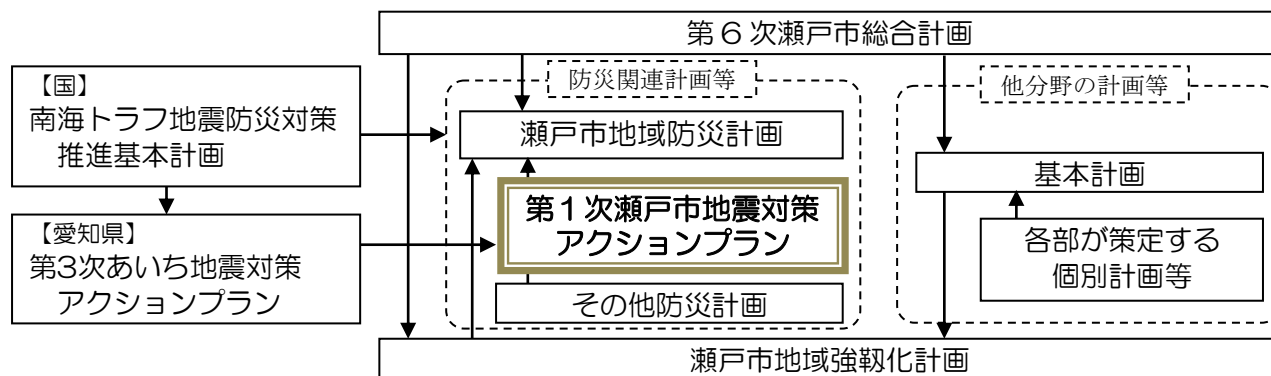 第6次瀬戸市総合計画
【国】
南海トラフ地震防災対策
推進基本計画
【愛知県】
第3次あいち地震対策
アクションプラン
防災関連計画等
瀬戸市地域防災計画
第1次瀬戸市地震対策
アクションプラン
その他防災計画
他分野の計画等
基本計画
各部が策定する
個別計画等
瀬戸市地域強靱化計画